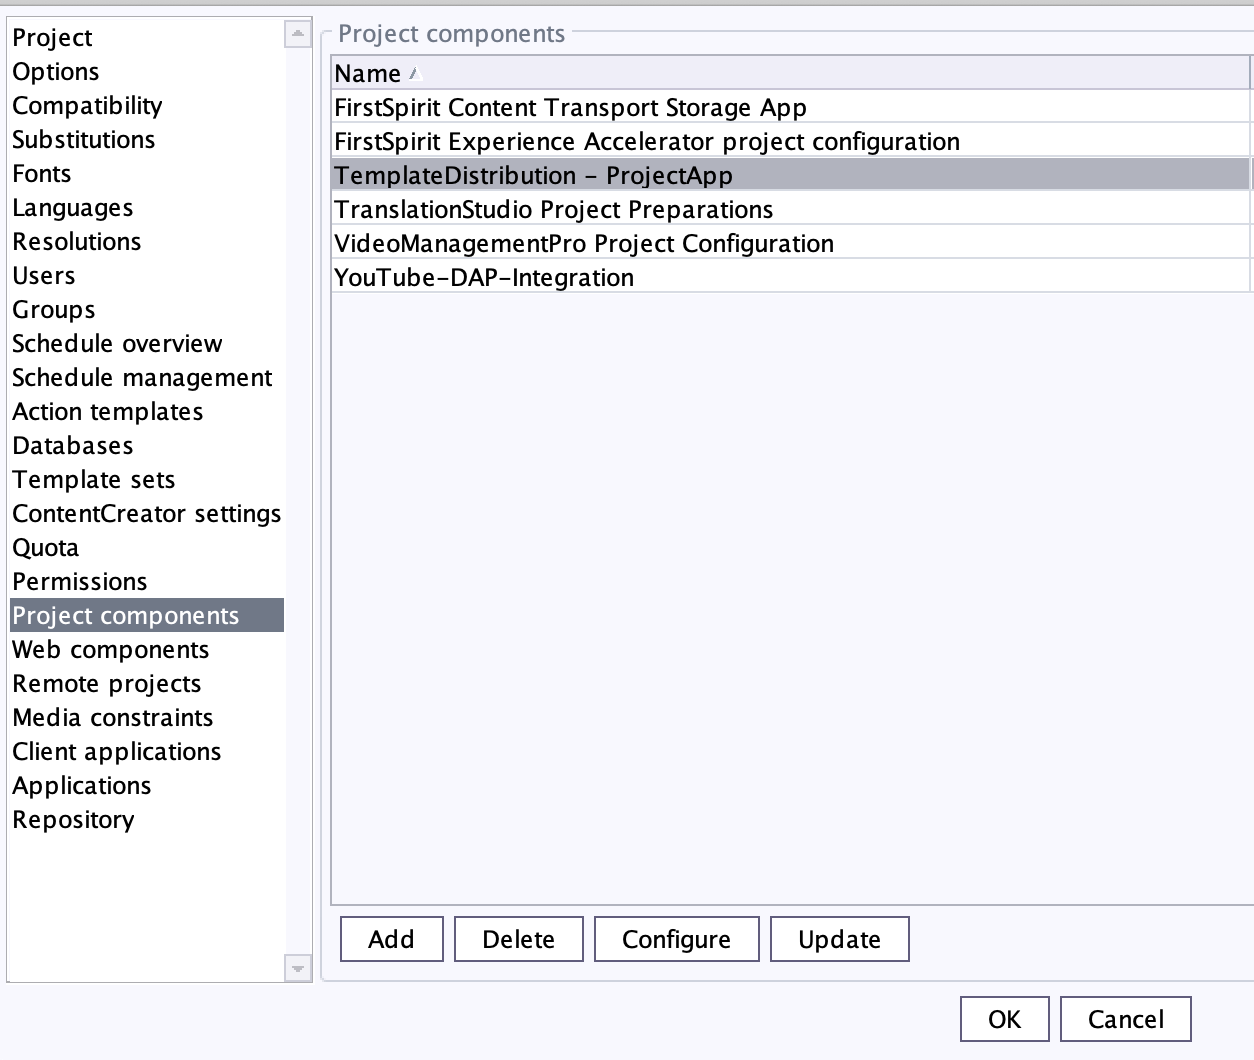 Project
Options
Compatibility
Substitutions
Fonts
Languages
Resolutions
Users
Groups
Schedule overview
Schedule management
Action templates
Databases
Template sets
ContentCreator settings
Quota
Permissions
Project components
Web components
Remote projects
Media constraints
Client applications
Applications
Repository
Project components
Name
FirstSpirit Content Transport Storage App
FirstSpirit Experience Accelerator project configuration
TemplateDistribution - ProjectApp
TranslationStudio Project Preparations
VideoManagementPro Project Configuration
YouTube-DAP-Integration
Add
Delete
Configure
Update
OK
Cancel